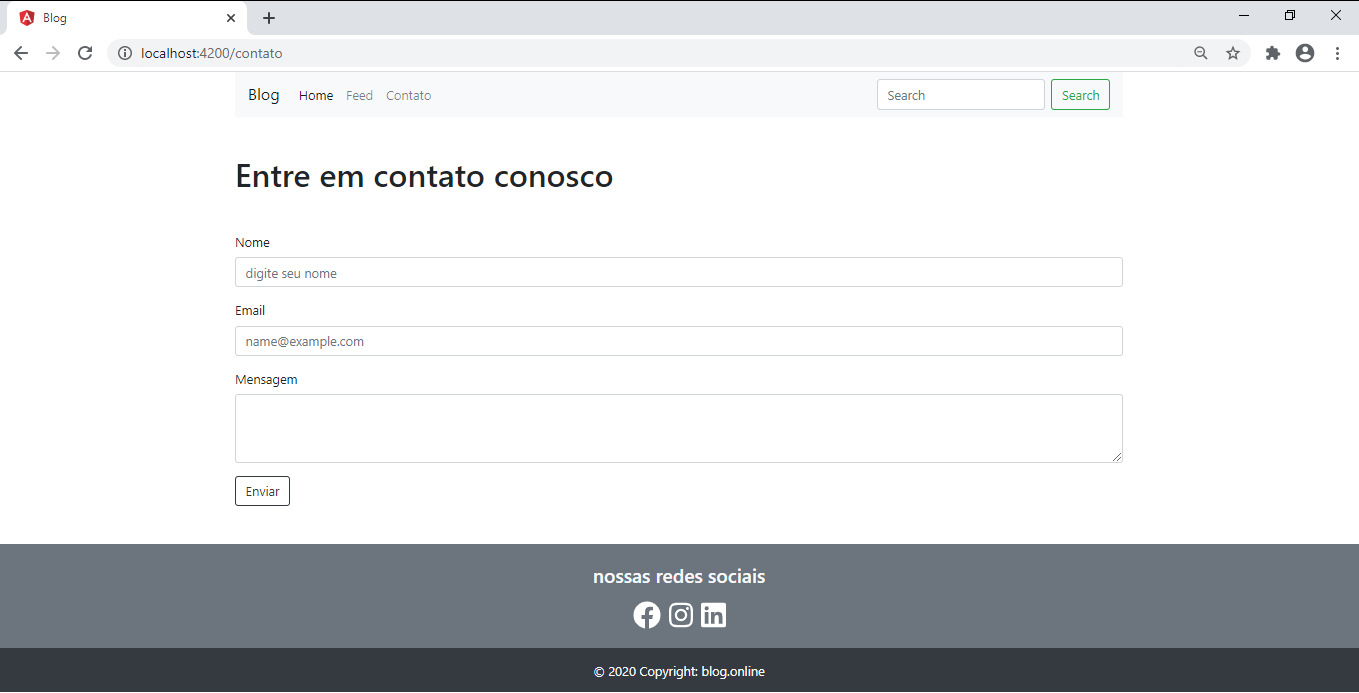 Blog
localhost:4200/contato
Blog Home Feed Contato Search Search
Entre em contato conosco
Nome
digite seu nome
Email
name@example.com
Mensagem
Enviar
nossas redes sociais
© 2020 Copyright: blog.online